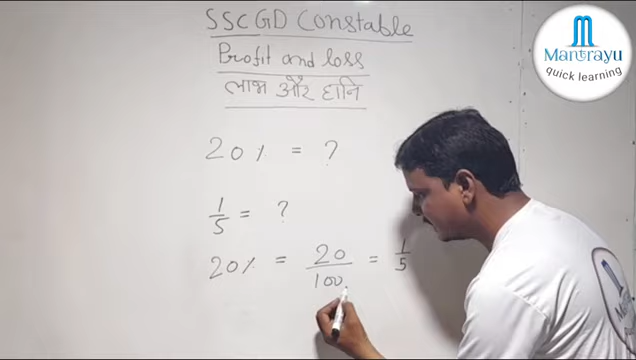 SSC GD Constable
Profit and loss
लाभ और हानि
20% = ?
1/5 = ?
20% = 20/100 = 1/5
Mantrayu
quick learning